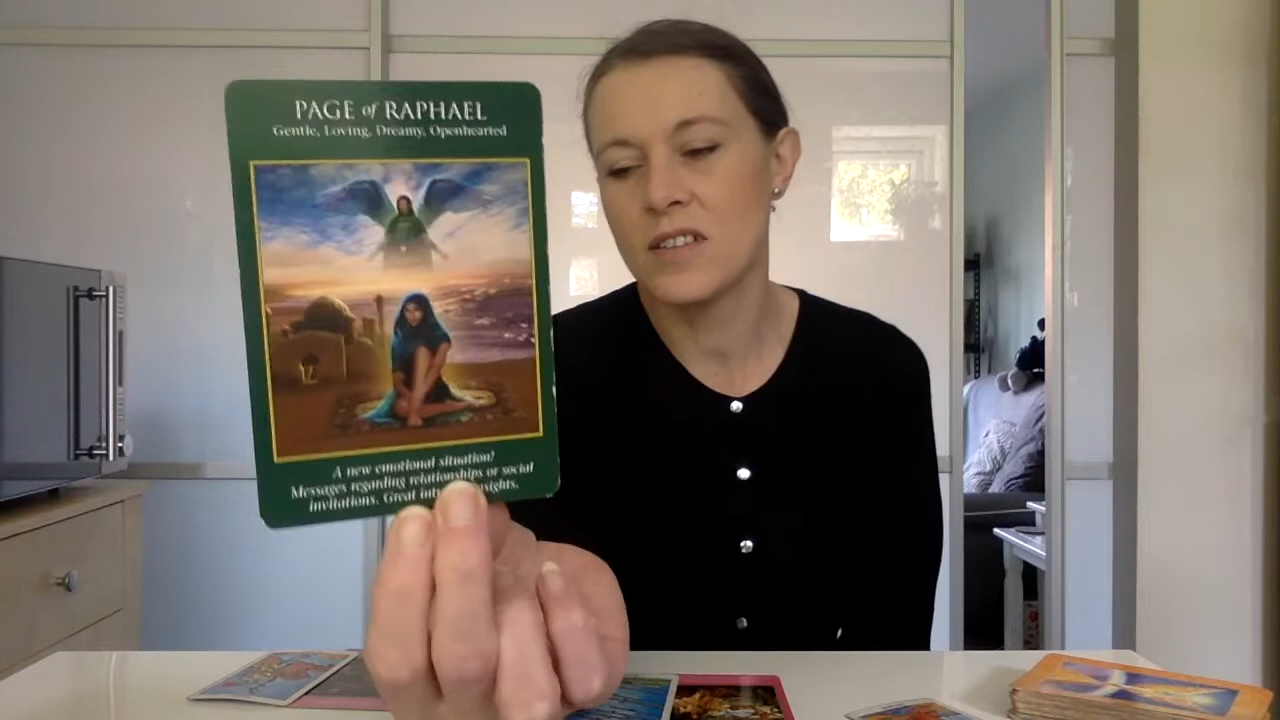 PAGE of RAPHAEL
Gentle, Loving, Dreamy, Openhearted
A new emotional situation!
Messages regarding relationships or social
invitations. Great